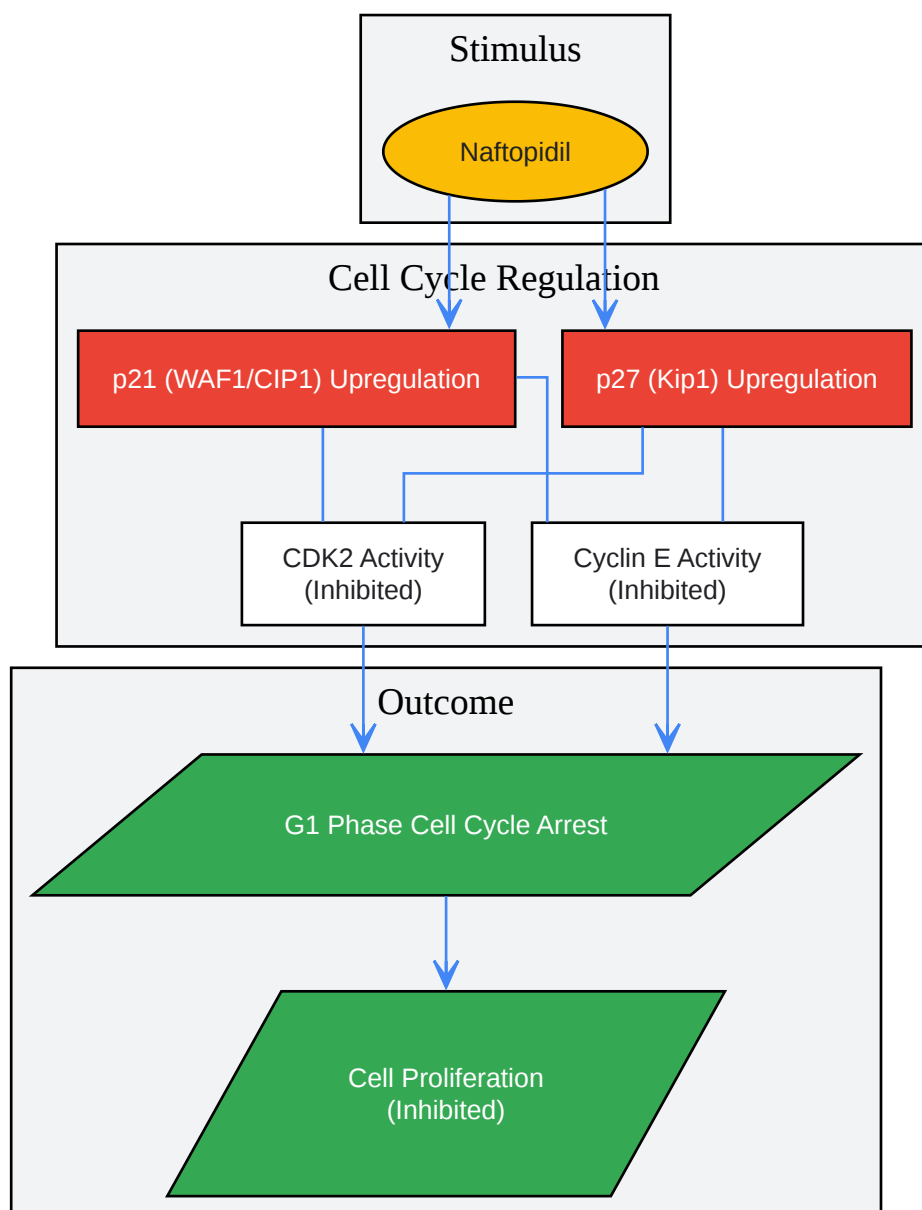 Stimulus
Naftopidil
Cell Cycle Regulation
p21 (WAF1/CIP1) Upregulation
p27 (Kip1) Upregulation
CDK2 Activity
(Inhibited)
Cyclin E Activity
(Inhibited)
Outcome
G1 Phase Cell Cycle Arrest
Cell Proliferation
(Inhibited)